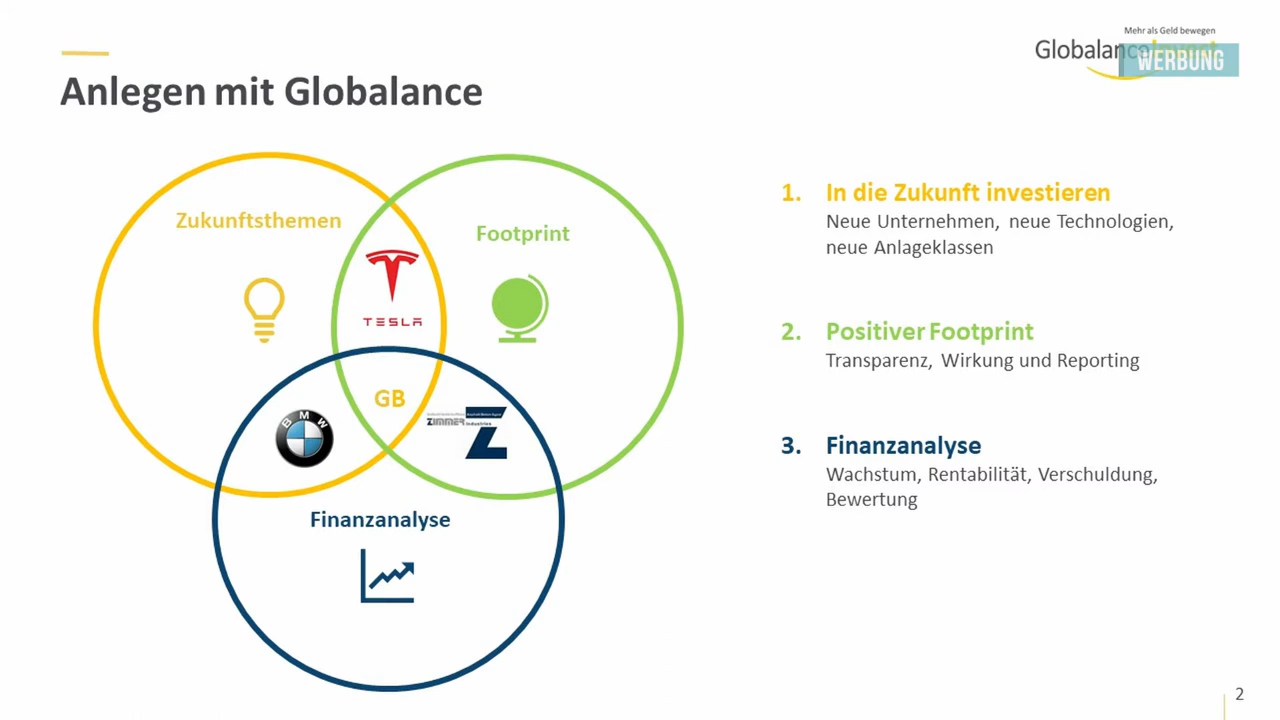 Mehr als Geld bewegen
Globalance
WERBUNG
Anlegen mit Globalance
Zukunftsthemen
Footprint
TESLA
GB
BMW
ZIMMER
Industries
Finanzanalyse
1. In die Zukunft investieren
Neue Unternehmen, neue Technologien,
neue Anlageklassen
2. Positiver Footprint
Transparenz, Wirkung und Reporting
3. Finanzanalyse
Wachstum, Rentabilität, Verschuldung,
Bewertung
2